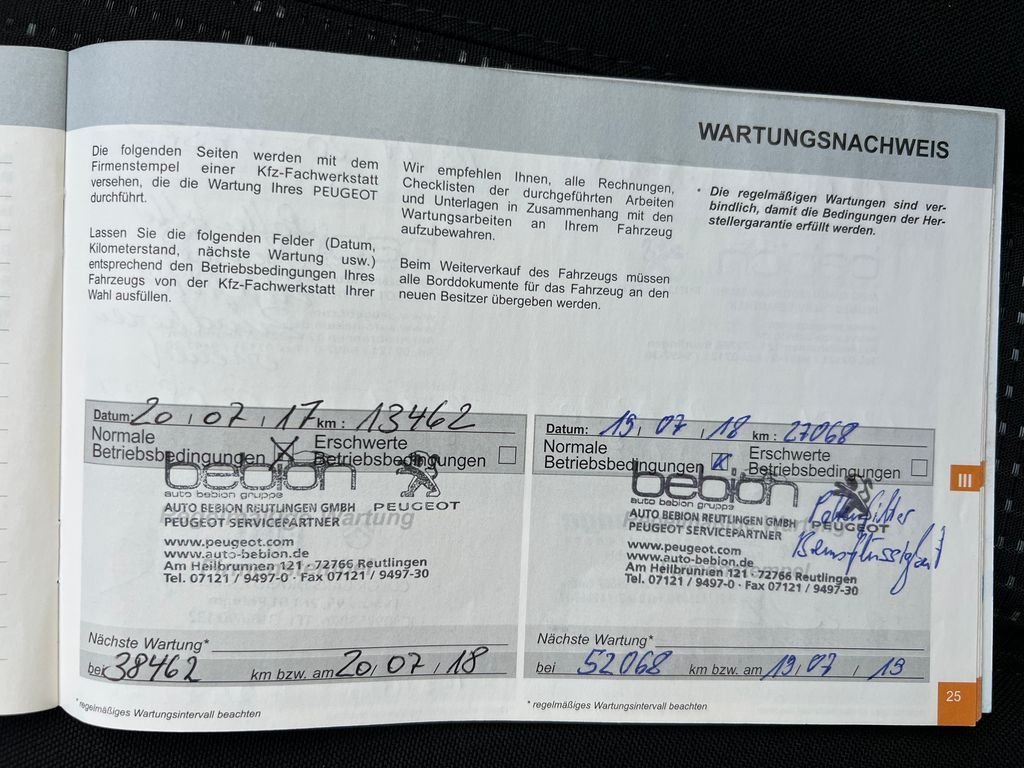 WARTUNGSNACHWEIS
Die folgenden Seiten werden mit dem
Firmenstempel einer Kfz-Fachwerkstatt
versehen, die die Wartung Ihres PEUGEOT
durchführt.
Lassen Sie die folgenden Felder (Datum,
Kilometerstand, nächste Wartung usw.)
entsprechend den Betriebsbedingungen Ihres
Fahrzeugs von der Kfz-Fachwerkstatt Ihrer
Wahl ausfüllen.
Wir empfehlen Ihnen, alle Rechnungen,
Checklisten der durchgeführten Arbeiten
und Unterlagen in Zusammenhang mit den
Wartungsarbeiten an Ihrem Fahrzeug
aufzubewahren.
Beim Weiterverkauf des Fahrzeugs müssen
alle Borddokumente für das Fahrzeug an den
neuen Besitzer übergeben werden.
* Die regelmäßigen Wartungen sind ver-
bindlich, damit die Bedingungen der Her-
stellergarantie erfüllt werden.
Datum: 20 / 07 / 17 km : 13462
Normale
Betriebsbedingungen
Erschwerte
Betriebsbedingungen
bebion
auto bebion gruppe
PEUGEOT
AUTO BEBION REUTLINGEN GMBH
PEUGEOT SERVICEPARTNER
www.peugeot.com
www.auto-bebion.de
Am Heilbrunnen 121 · 72766 Reutlingen
Tel. 07121 / 9497-0 · Fax 07121 / 9497-30
Nächste Wartung*
bei 38462 km bzw. am 20/ 07 / 18
* regelmäßiges Wartungsintervall beachten
Datum: 19/ 07 / 18 km : 27068
Normale
Betriebsbedingungen
Erschwerte
Betriebsbedingungen
bebion
auto bebion gruppe
PEUGEOT
AUTO BEBION REUTLINGEN GMBH
PEUGEOT SERVICEPARTNER
Pollenfilter
Bremsflüssigkeit
www.peugeot.com
www.auto-bebion.de
Am Heilbrunnen 121 · 72766 Reutlingen
Tel. 07121 / 9497-0 · Fax 07121 / 9497-30
Nächste Wartung*
bei 52068 km bzw. am 19/ 07 / 19
* regelmäßiges Wartungsintervall beachten
III
25